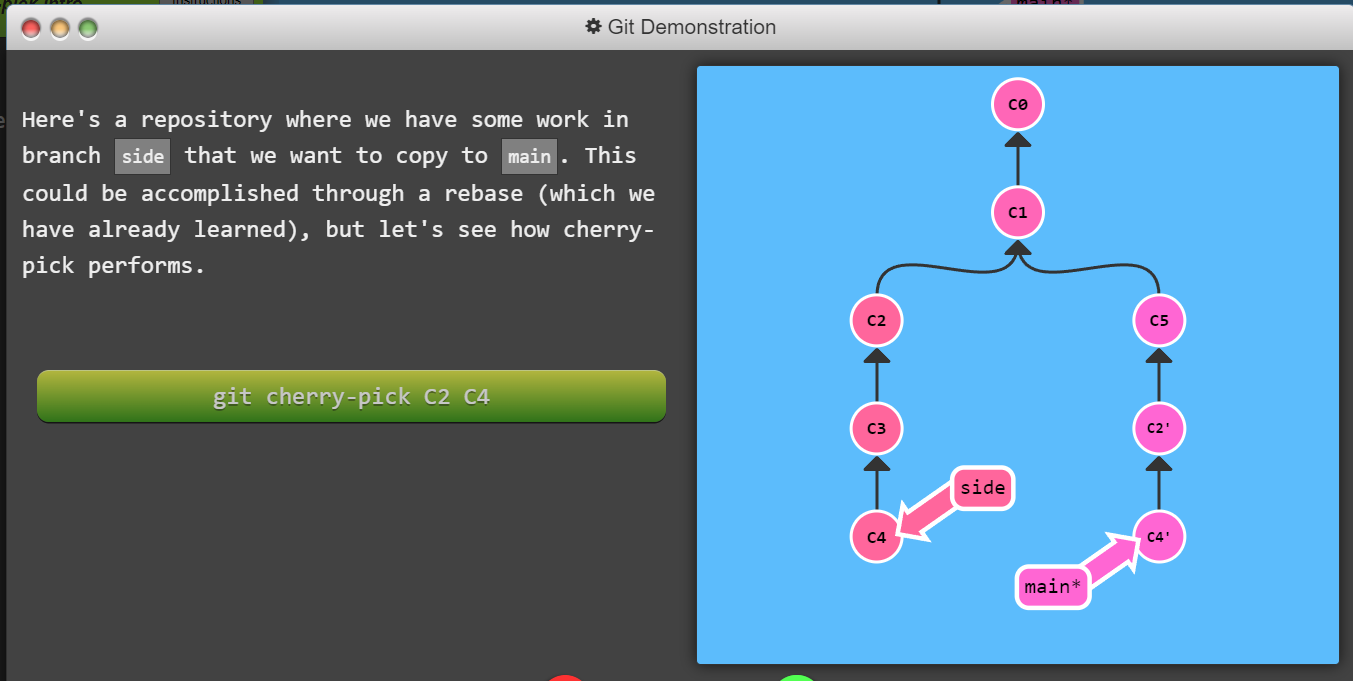 Instructions
Git Demonstration
Here's a repository where we have some work in
branch side that we want to copy to main. This
could be accomplished through a rebase (which we
have already learned), but let's see how cherry-
pick performs.
git cherry-pick C2 C4
C0
C1
C2
C5
C3
C2'
side
C4
C4'
main*